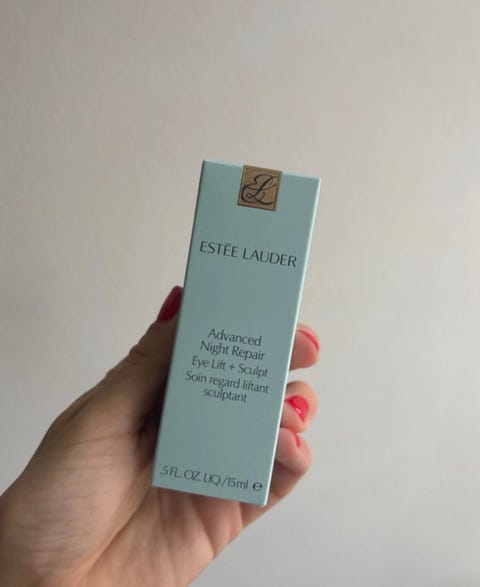 EL
ESTĒE LAUDER
Advanced
Night Repair
Eye Lift + Sculpt
Soin regard liftant
sculptant
.5 FL. OZ. LIQ./15ml ℮